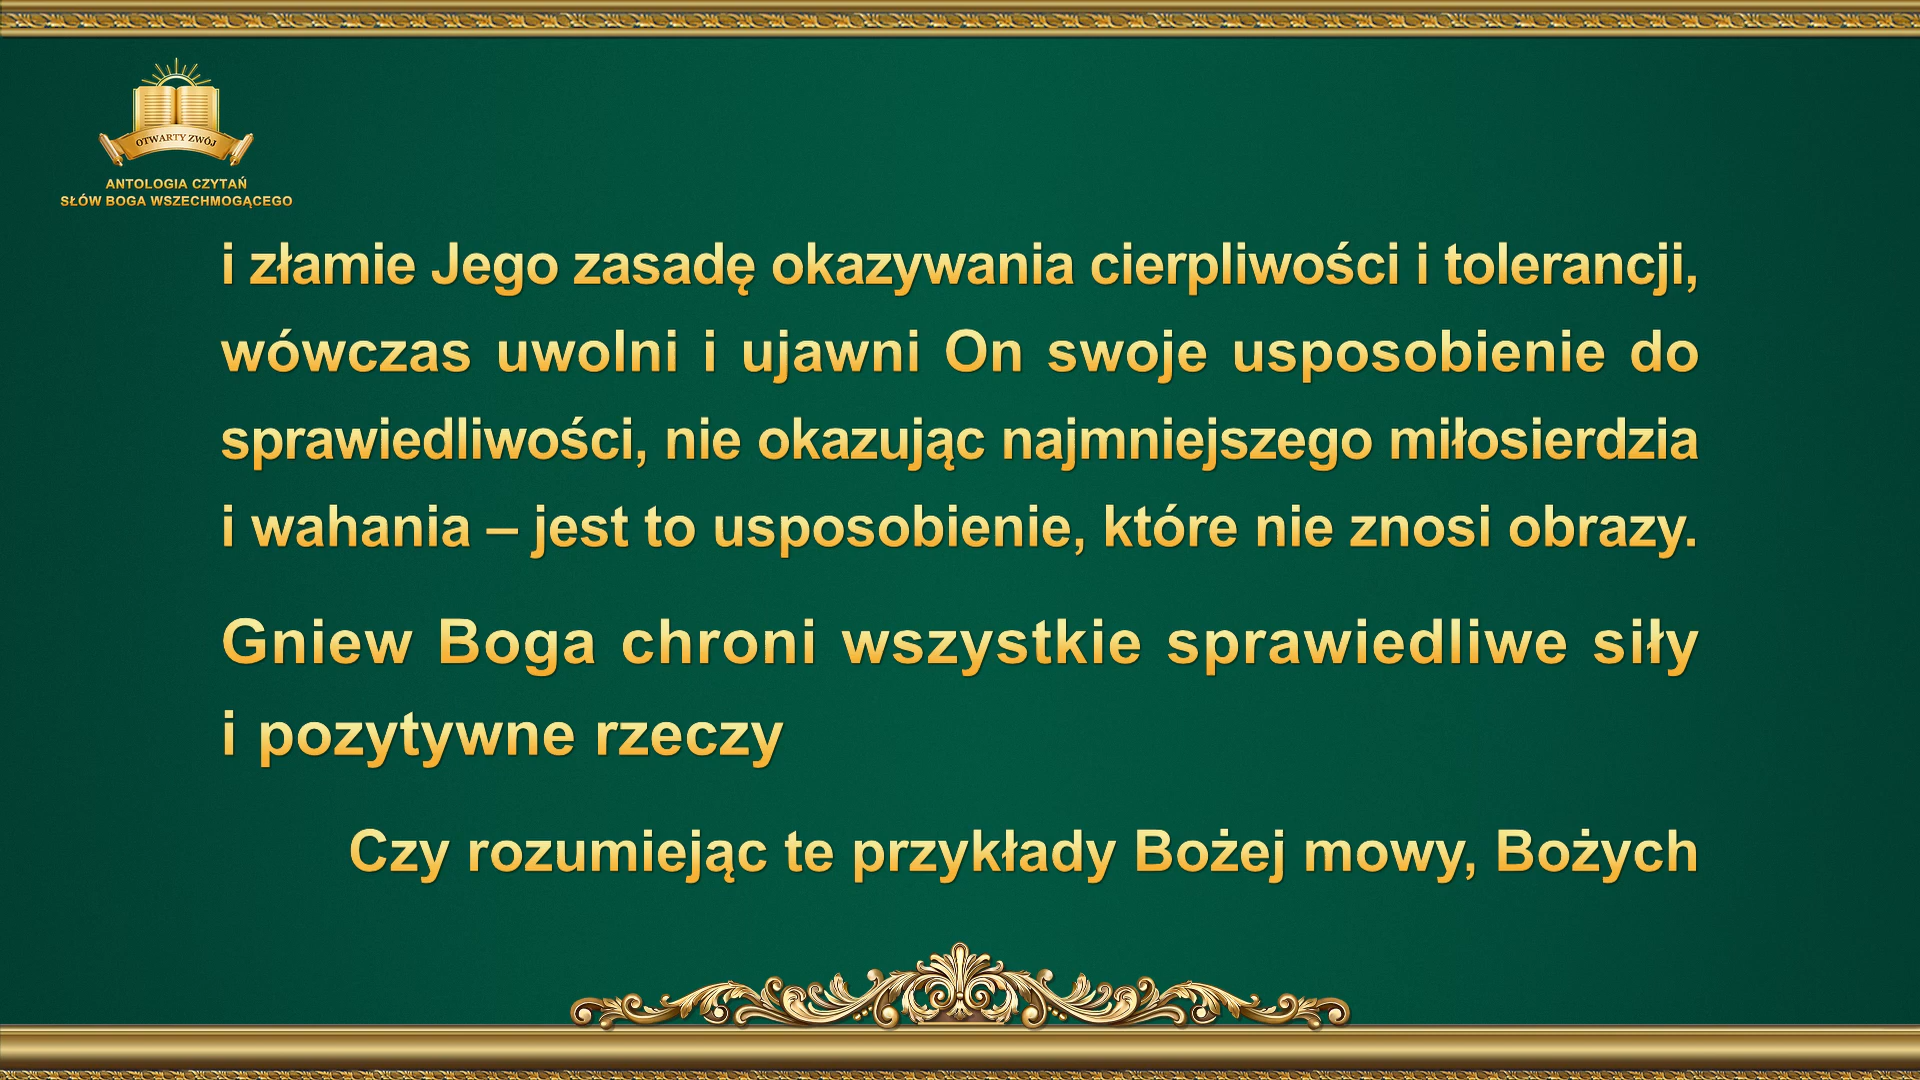 OTWARTY ZWÓJ
ANTOLOGIA CZYTAŃ
SŁÓW BOGA WSZECHMOGĄCEGO
i złamie Jego zasadę okazywania cierpliwości i tolerancji,
wówczas uwolni i ujawni On swoje usposobienie do
sprawiedliwości, nie okazując najmniejszego miłosierdzia
i wahania – jest to usposobienie, które nie znosi obrazy.
Gniew Boga chroni wszystkie sprawiedliwe siły
i pozytywne rzeczy
Czy rozumiejąc te przykłady Bożej mowy, Bożych